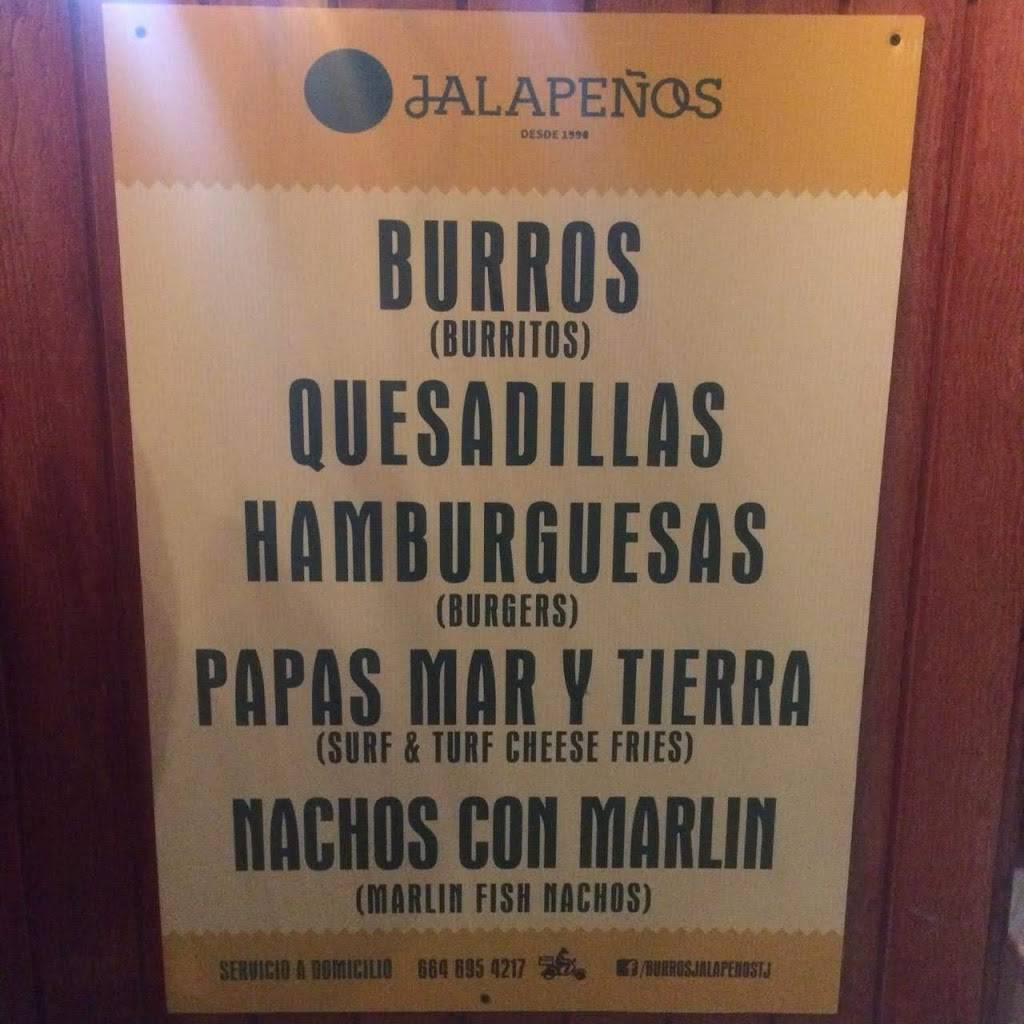 JALAPEÑOS
DESDE 1998
BURROS
(BURRITOS)
QUESADILLAS
HAMBURGUESAS
(BURGERS)
PAPAS MAR Y TIERRA
(SURF & TURF CHEESE FRIES)
NACHOS CON MARLIN
(MARLIN FISH NACHOS)
SERVICIO A DOMICILIO 664 695 4217 /BURROSJALAPENOSTJ